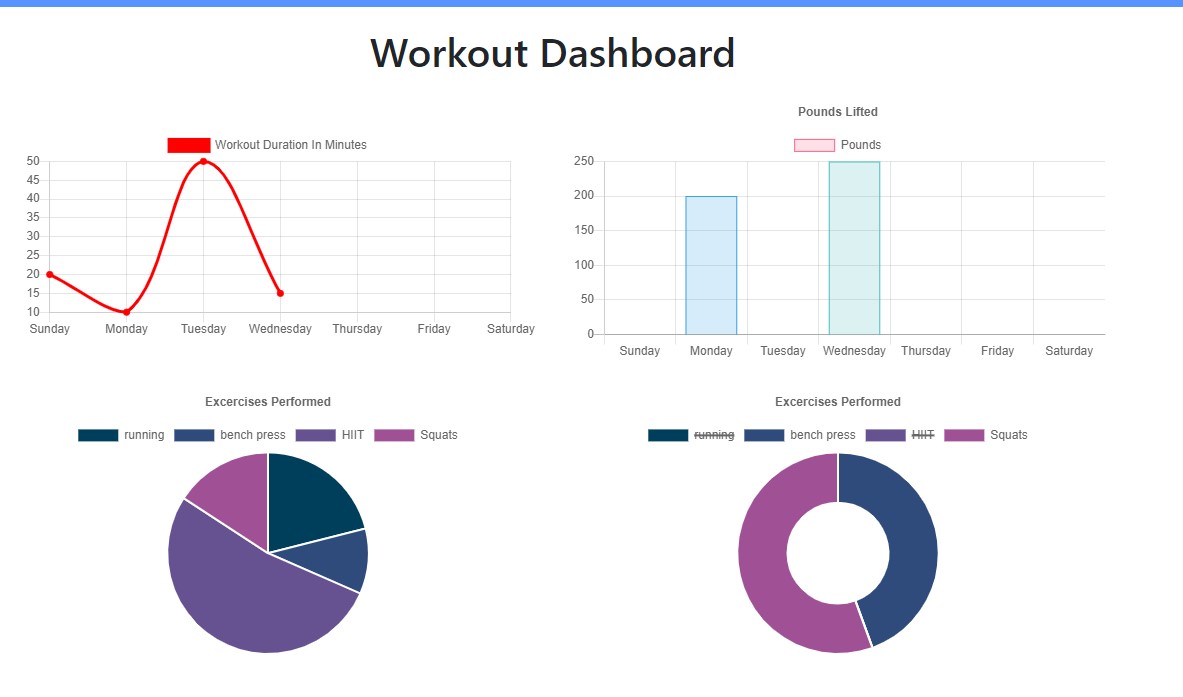 Workout Dashboard
Workout Duration In Minutes
50
45
40
35
30
25
20
15
10
Sunday Monday Tuesday Wednesday Thursday Friday Saturday
Pounds Lifted
Pounds
250
200
150
100
50
0
Sunday Monday Tuesday Wednesday Thursday Friday Saturday
Excercises Performed
running bench press HIIT Squats
Excercises Performed
running bench press HIIT Squats